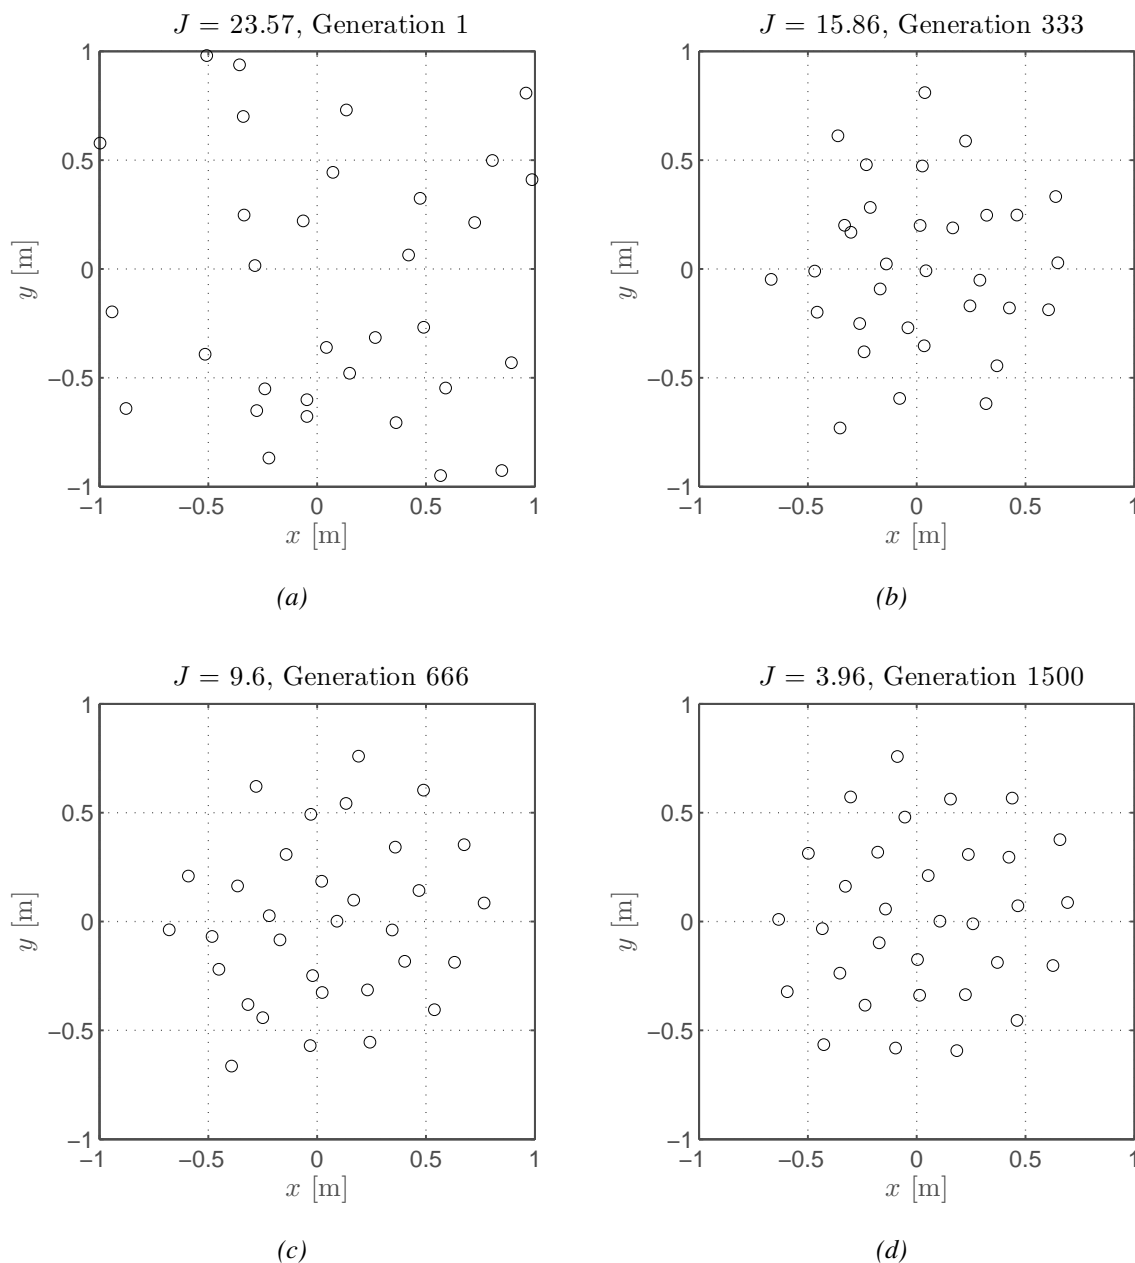 J = 23.57, Generation 1
1
0.5
0
−0.5
−1
−1 −0.5 0 0.5 1
y [m]
x [m]
(a)
J = 15.86, Generation 333
1
0.5
0
−0.5
−1
−1 −0.5 0 0.5 1
y [m]
x [m]
(b)
J = 9.6, Generation 666
1
0.5
0
−0.5
−1
−1 −0.5 0 0.5 1
y [m]
x [m]
(c)
J = 3.96, Generation 1500
1
0.5
0
−0.5
−1
−1 −0.5 0 0.5 1
y [m]
x [m]
(d)